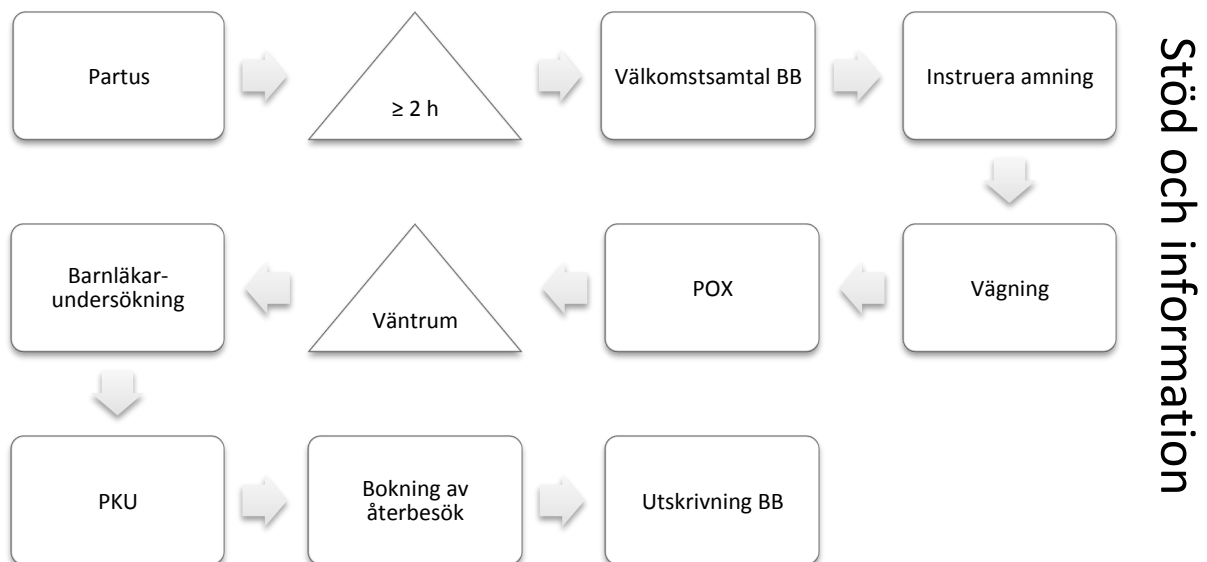 Partus
≥ 2 h
Välkomstsamtal BB
Instruera amning
Vägning
POX
Väntrum
Barnläkar-
undersökning
PKU
Bokning av
återbesök
Utskrivning BB
Stöd och information